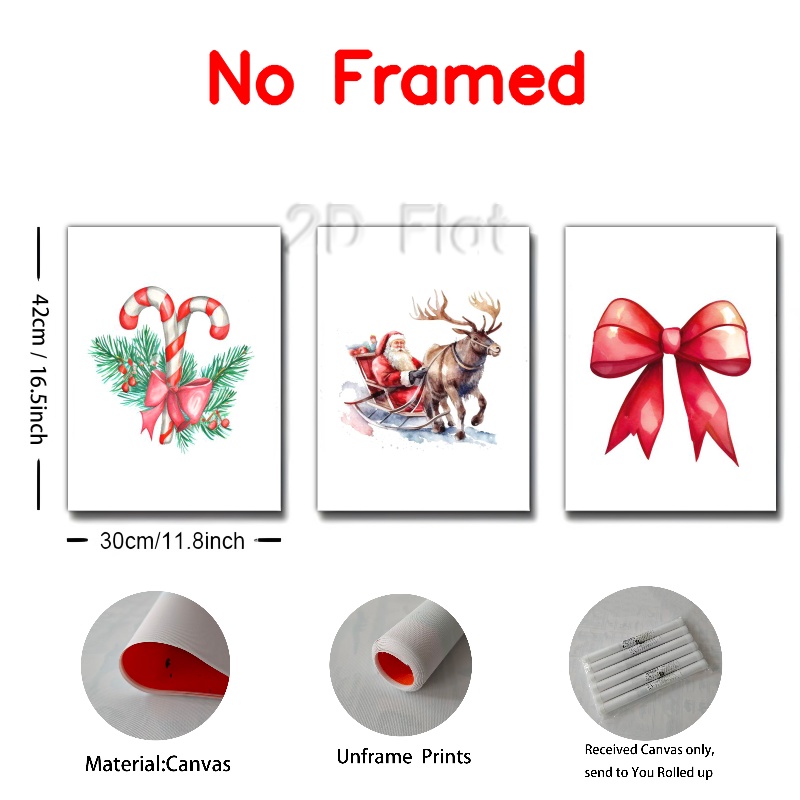 No Framed
2D Flat
42cm / 16.5inch
30cm/11.8inch
Material:Canvas
Unframe Prints
Received Canvas only,
send to You Rolled up